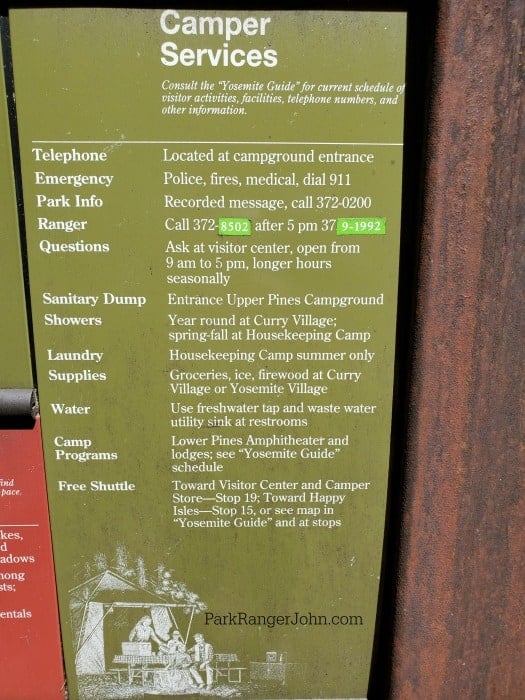 Camper
Services
Consult the "Yosemite Guide" for current schedule of
visitor activities, facilities, telephone numbers, and
other information.
Telephone Located at campground entrance
Emergency Police, fires, medical, dial 911
Park Info Recorded message, call 372-0200
Ranger Call 372-8502 after 5 pm 379-1992
Questions Ask at visitor center, open from
9 am to 5 pm, longer hours
seasonally
Sanitary Dump Entrance Upper Pines Campground
Showers Year round at Curry Village;
spring-fall at Housekeeping Camp
Laundry Housekeeping Camp summer only
Supplies Groceries, ice, firewood at Curry
Village or Yosemite Village
Water Use freshwater tap and waste water
utility sink at restrooms
Camp Programs Lower Pines Amphitheater and
lodges; see "Yosemite Guide"
schedule
Free Shuttle Toward Visitor Center and Camper
Store—Stop 19; Toward Happy
Isles—Stop 15, or see map in
"Yosemite Guide" and at stops
find
pace.
kes,
d
adows
mong
sts;
entals
ParkRangerJohn.com